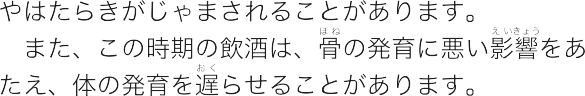 やはたらきがじゃまされることがあります。
　また、この時期の飲酒は、骨の発育に悪い影響をあ
たえ、体の発育を遅らせることがあります。